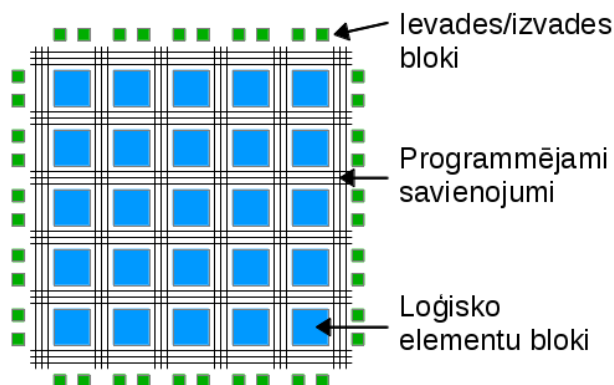 Ievades/izvades
bloki
Programmējami
savienojumi
Loģisko
elementu bloki